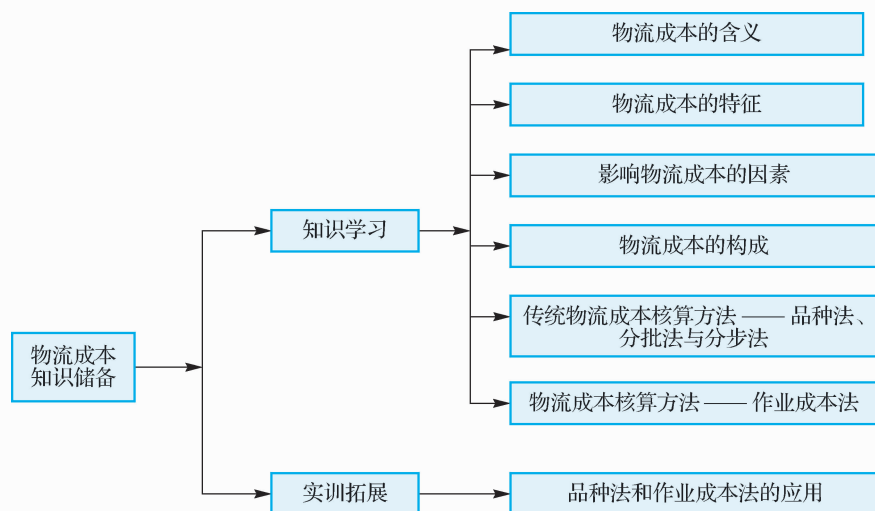 物流成本的含义
物流成本的特征
影响物流成本的因素
知识学习
物流成本的构成
传统物流成本核算方法——品种法、
分批法与分步法
物流成本
知识储备
物流成本核算方法——作业成本法
实训拓展
品种法和作业成本法的应用